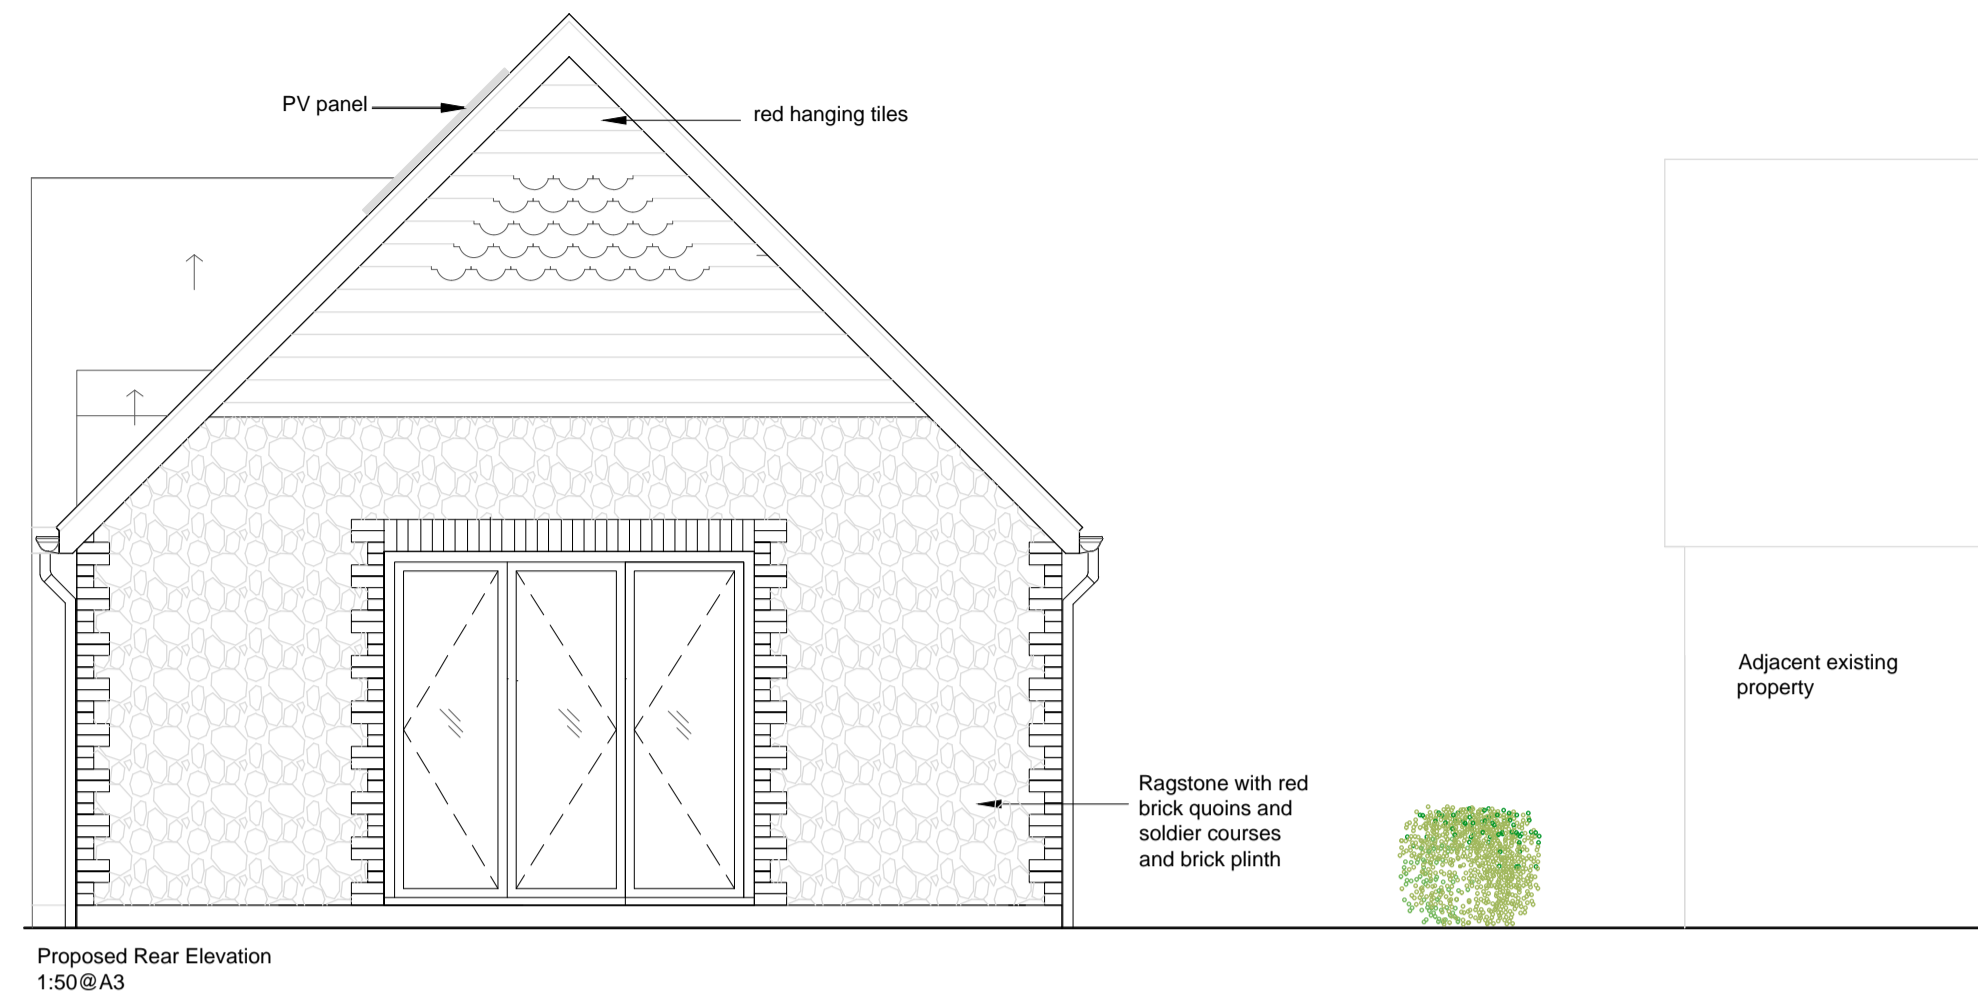 PV panel
red hanging tiles
Adjacent existing
property
Ragstone with red
brick quoins and
soldier courses
and brick plinth
Proposed Rear Elevation
1:50@A3